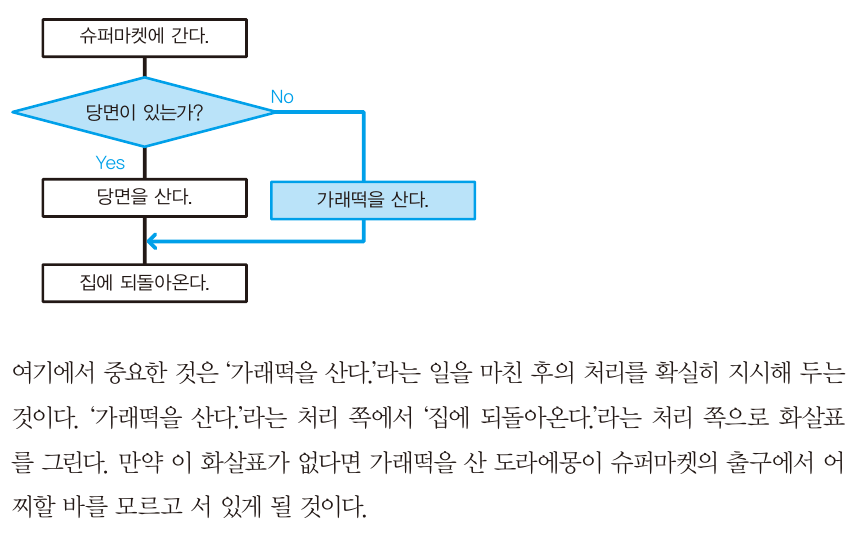 슈퍼마켓에 간다.
당면이 있는가?
No
Yes
당면을 산다.
가래떡을 산다.
집에 되돌아온다.
여기에서 중요한 것은 ‘가래떡을 산다.’라는 일을 마친 후의 처리를 확실히 지시해 두는
것이다. ‘가래떡을 산다.’라는 처리 쪽에서 ‘집에 되돌아온다.’라는 처리 쪽으로 화살표
를 그린다. 만약 이 화살표가 없다면 가래떡을 산 도라에몽이 슈퍼마켓의 출구에서 어
찌할 바를 모르고 서 있게 될 것이다.